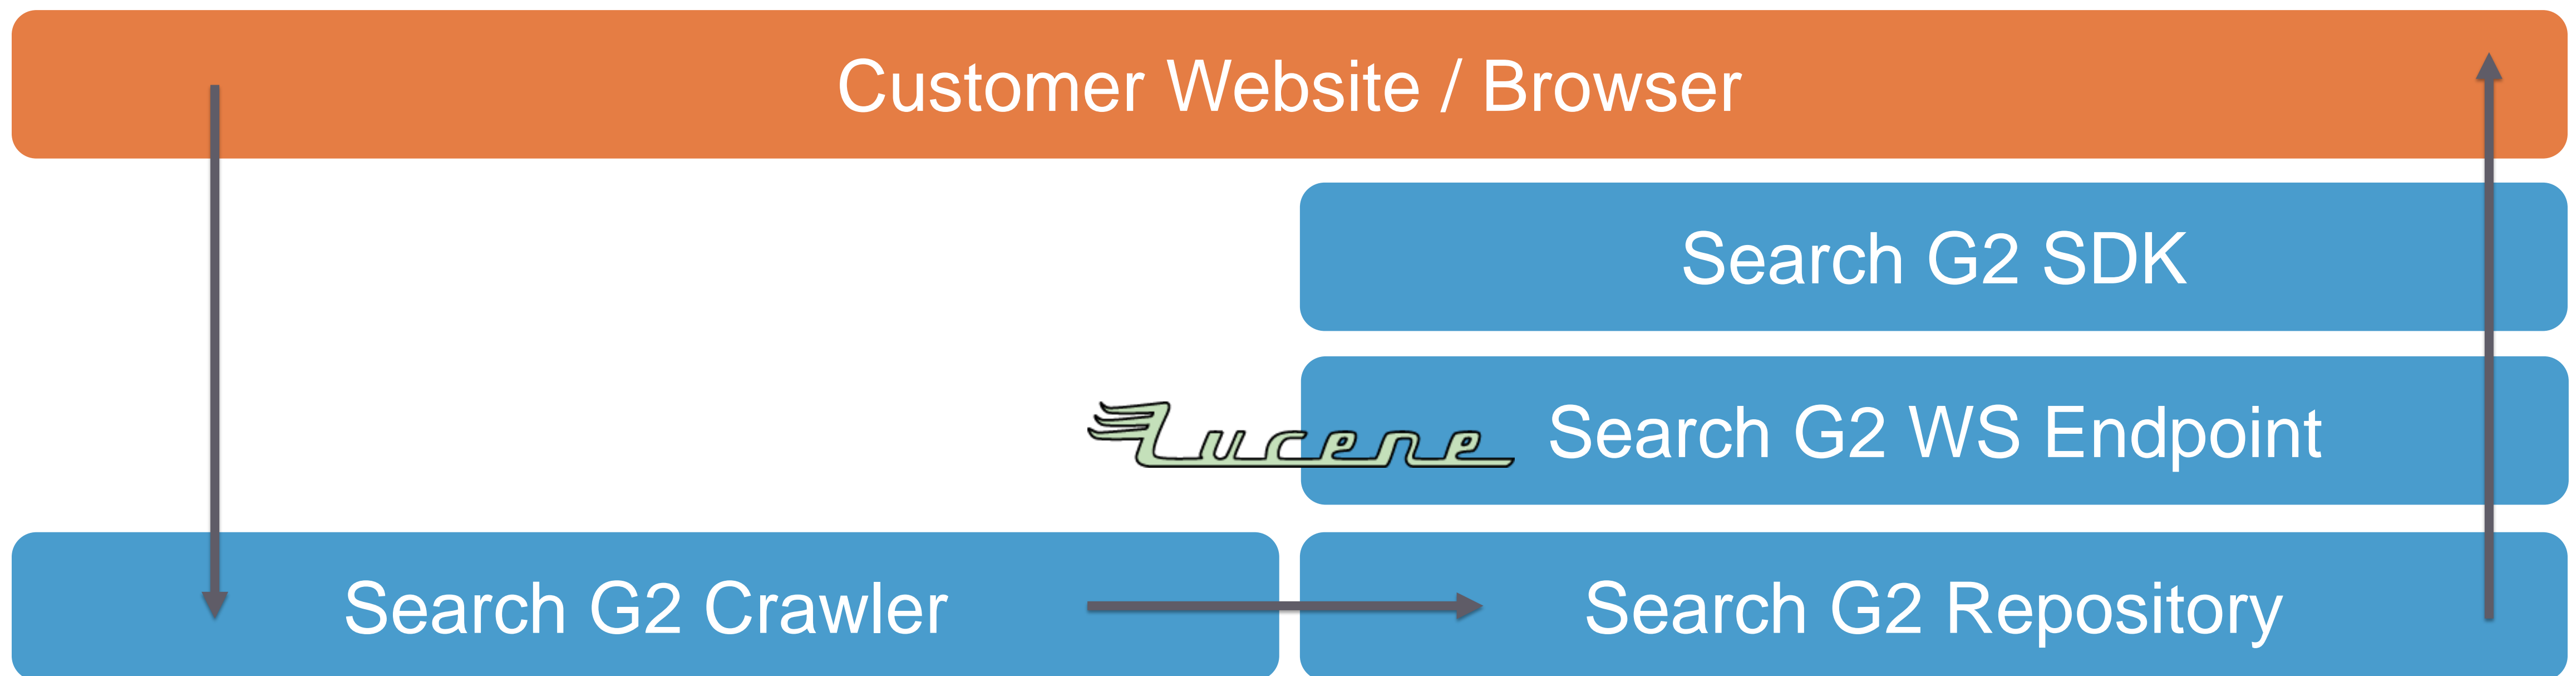 Customer Website / Browser
Search G2 SDK
Lucene
Search G2 WS Endpoint
Search G2 Crawler
Search G2 Repository